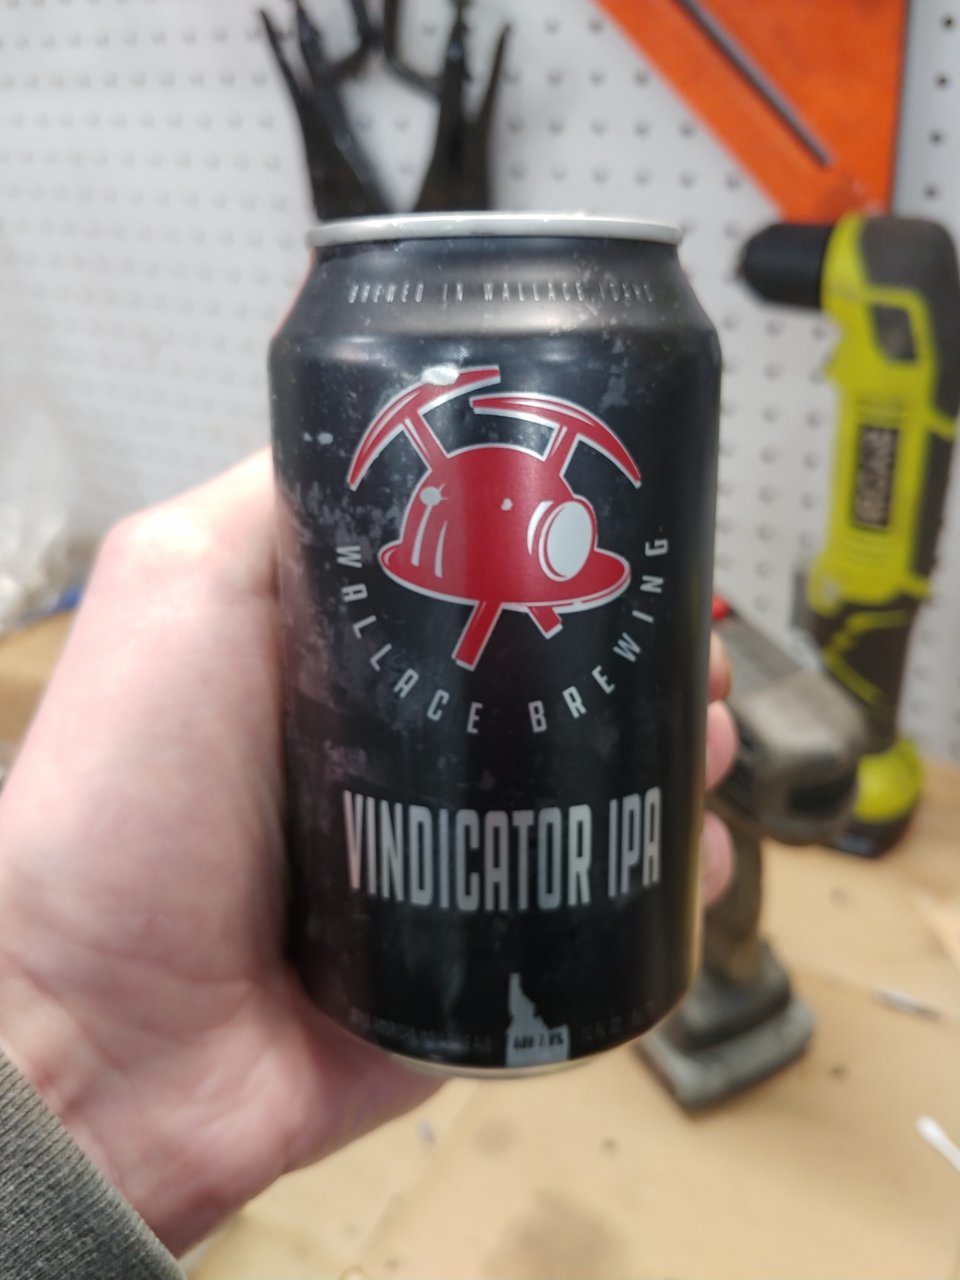 BREWED IN WALLACE, IDAHO
WALLACE BREWING
VINDICATOR IPA